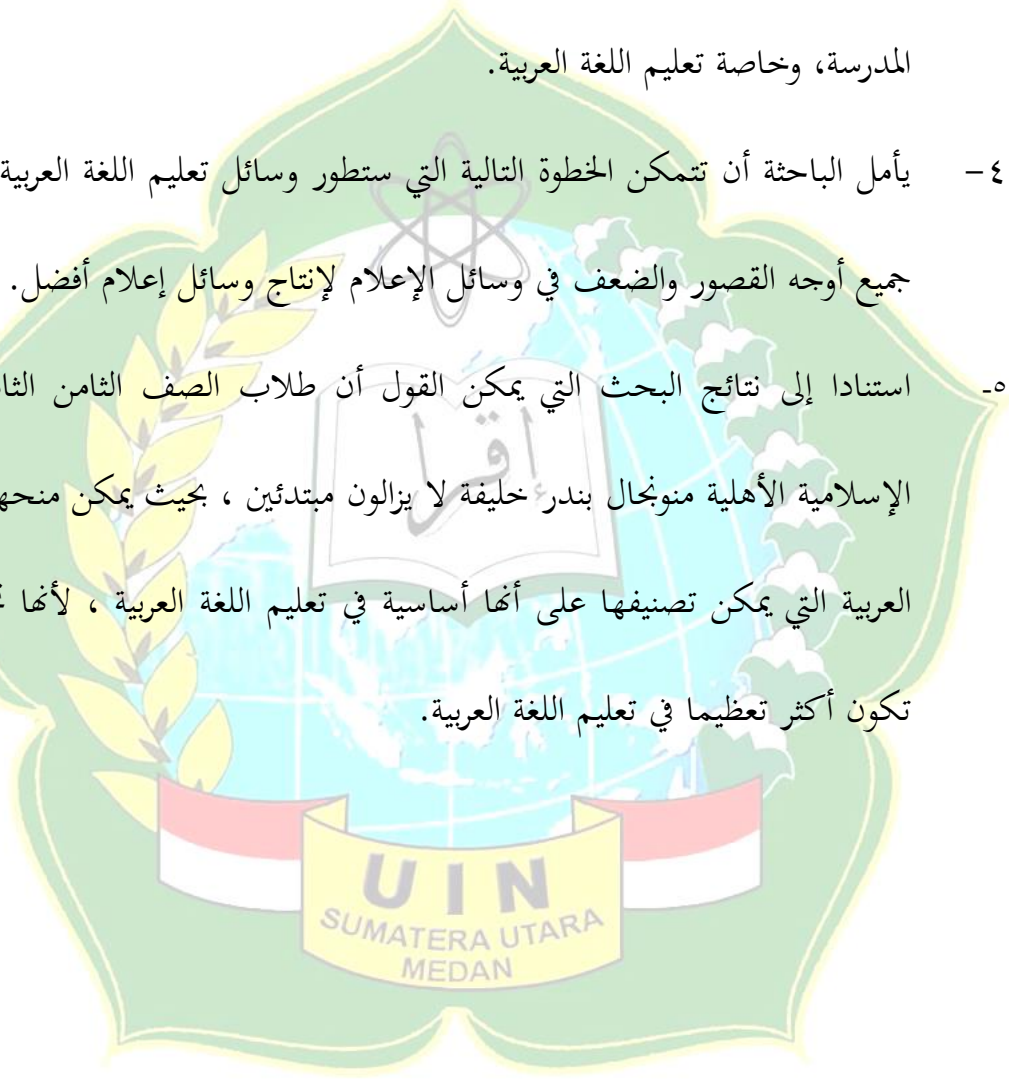 المدرسة، وخاصة تعليم اللغة العربية.
٤- يأمل الباحثة أن تتمكن الخطوة التالية التي ستطور وسائل تعليم اللغة العربية
جميع أوجه القصور والضعف في وسائل الإعلام لإنتاج وسائل إعلام أفضل.
٥- استنادا إلى نتائج البحث التي يمكن القول أن طلاب الصف الثامن
الإسلامية الأهلية منونجال بندر خليفة لا يزالون مبتدئين ، بحيث يمكن
العربية التي يمكن تصنيفها على أنها أساسية في تعليم اللغة العربية ، لأنها
تكون أكثر تعظيما في تعليم اللغة العربية.
إقرأ
UIN
SUMATERA UTARA
MEDAN